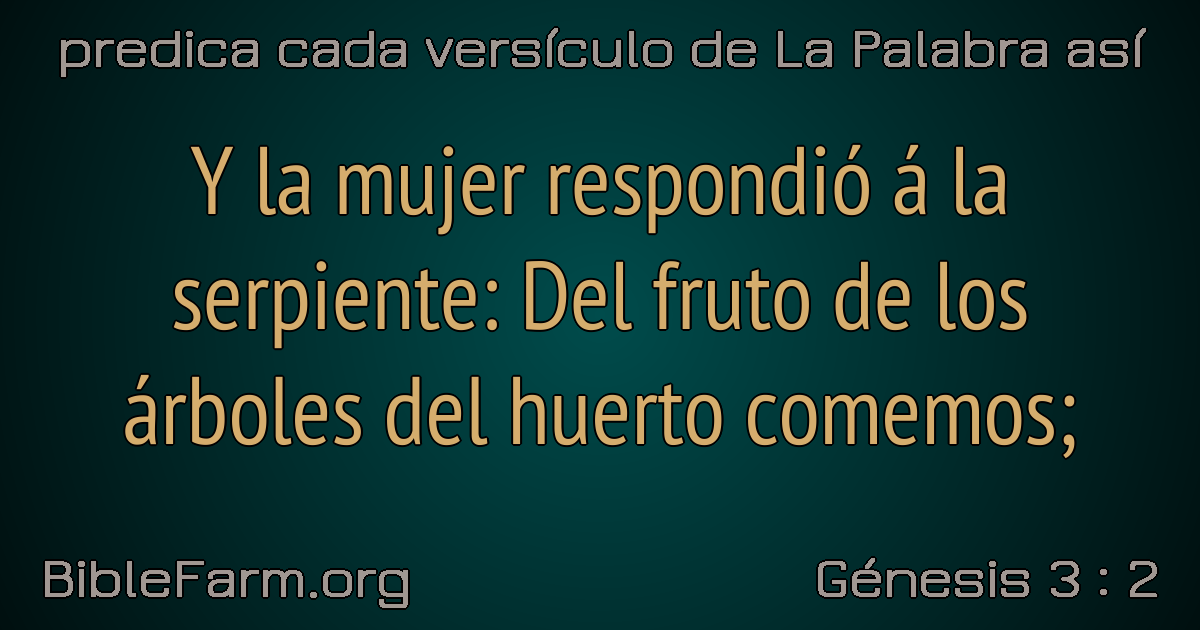 predica cada versículo de La Palabra así
Y la mujer respondió á la
serpiente: Del fruto de los
árboles del huerto comemos;
BibleFarm.org
Génesis 3 : 2